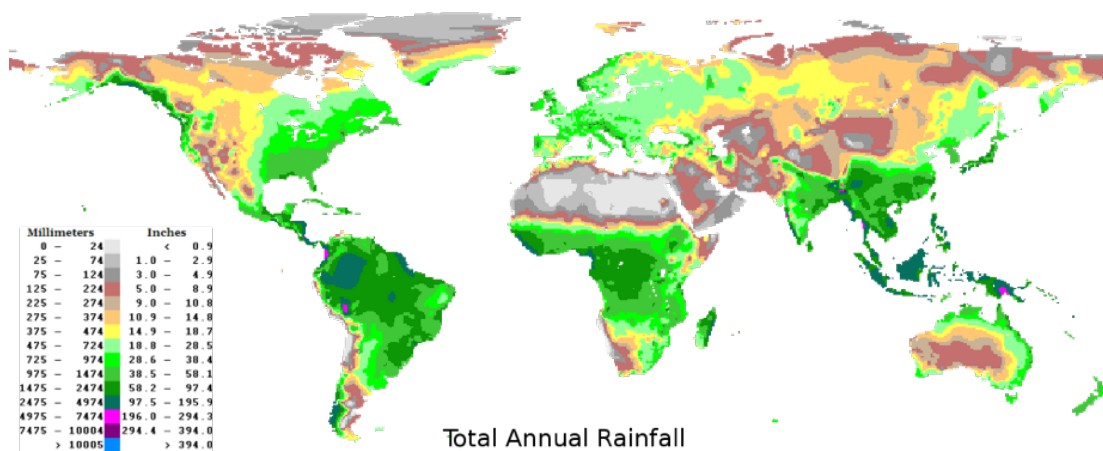 Millimeters Inches
0 – 24 < 0.9
25 – 74 1.0 – 2.9
75 – 124 3.0 – 4.9
125 – 224 5.0 – 8.9
225 – 274 9.0 – 10.8
275 – 374 10.9 – 14.8
375 – 474 14.9 – 18.7
475 – 724 18.8 – 28.5
725 – 974 28.6 – 38.4
975 – 1474 38.5 – 58.1
1475 – 2474 58.2 – 97.4
2475 – 4974 97.5 – 195.9
4975 – 7474 196.0 – 294.3
7475 – 10004 294.4 – 394.0
> 10005 > 394.0
Total Annual Rainfall